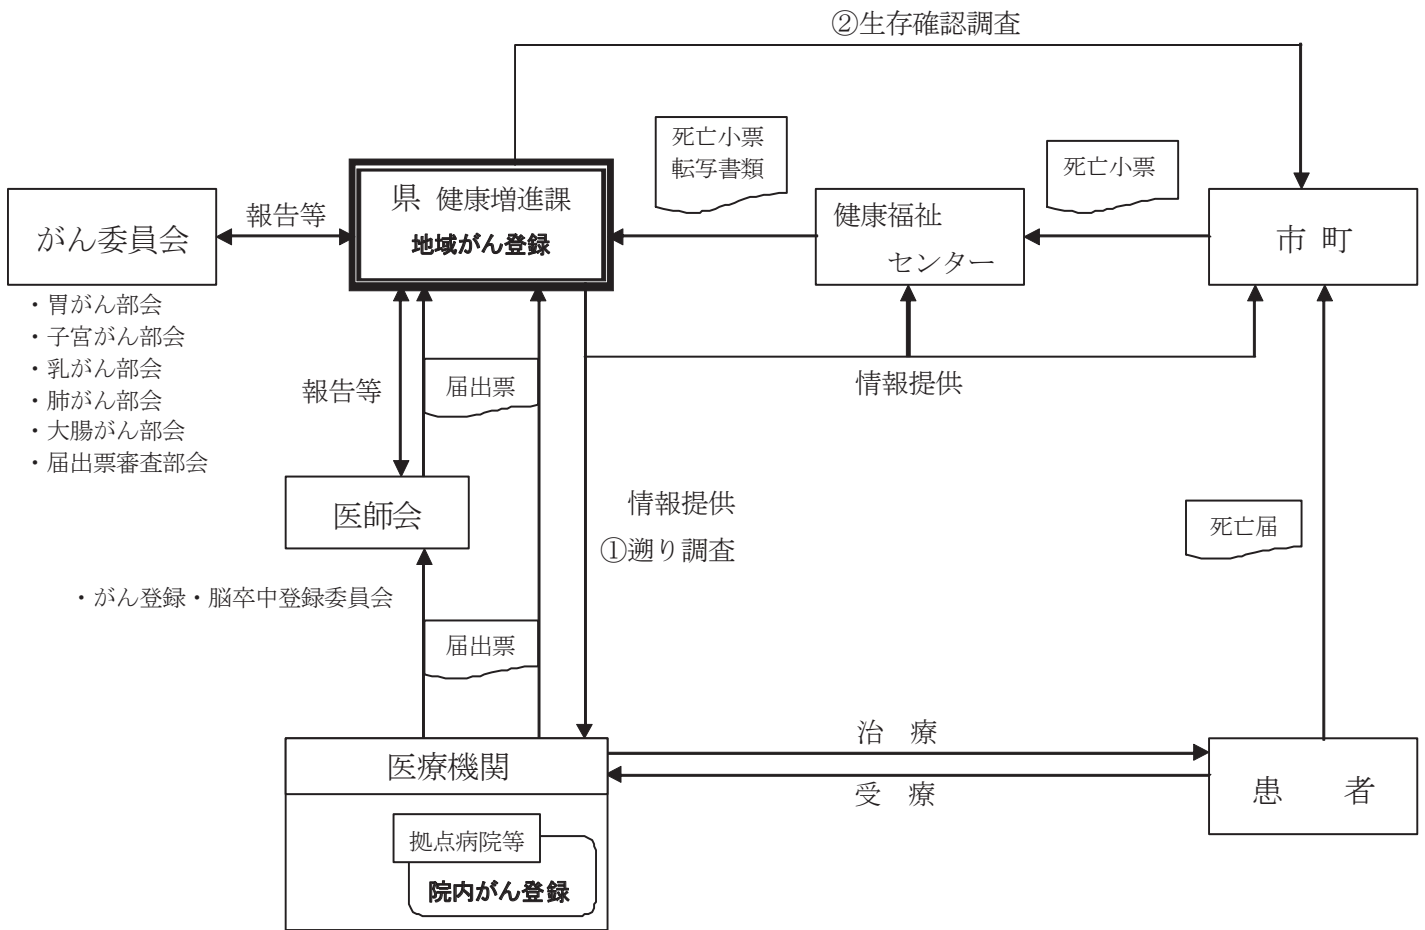 ②生存確認調査
死亡小票
転写書類
死亡小票
県 健康増進課
地域がん登録
がん委員会
報告等
健康福祉
センター
市 町
・胃がん部会
・子宮がん部会
・乳がん部会
・肺がん部会
・大腸がん部会
・届出票審査部会
報告等
届出票
情報提供
医師会
情報提供
①遡り調査
死亡届
・がん登録・脳卒中登録委員会
届出票
医療機関
治 療
受 療
患 者
拠点病院等
院内がん登録